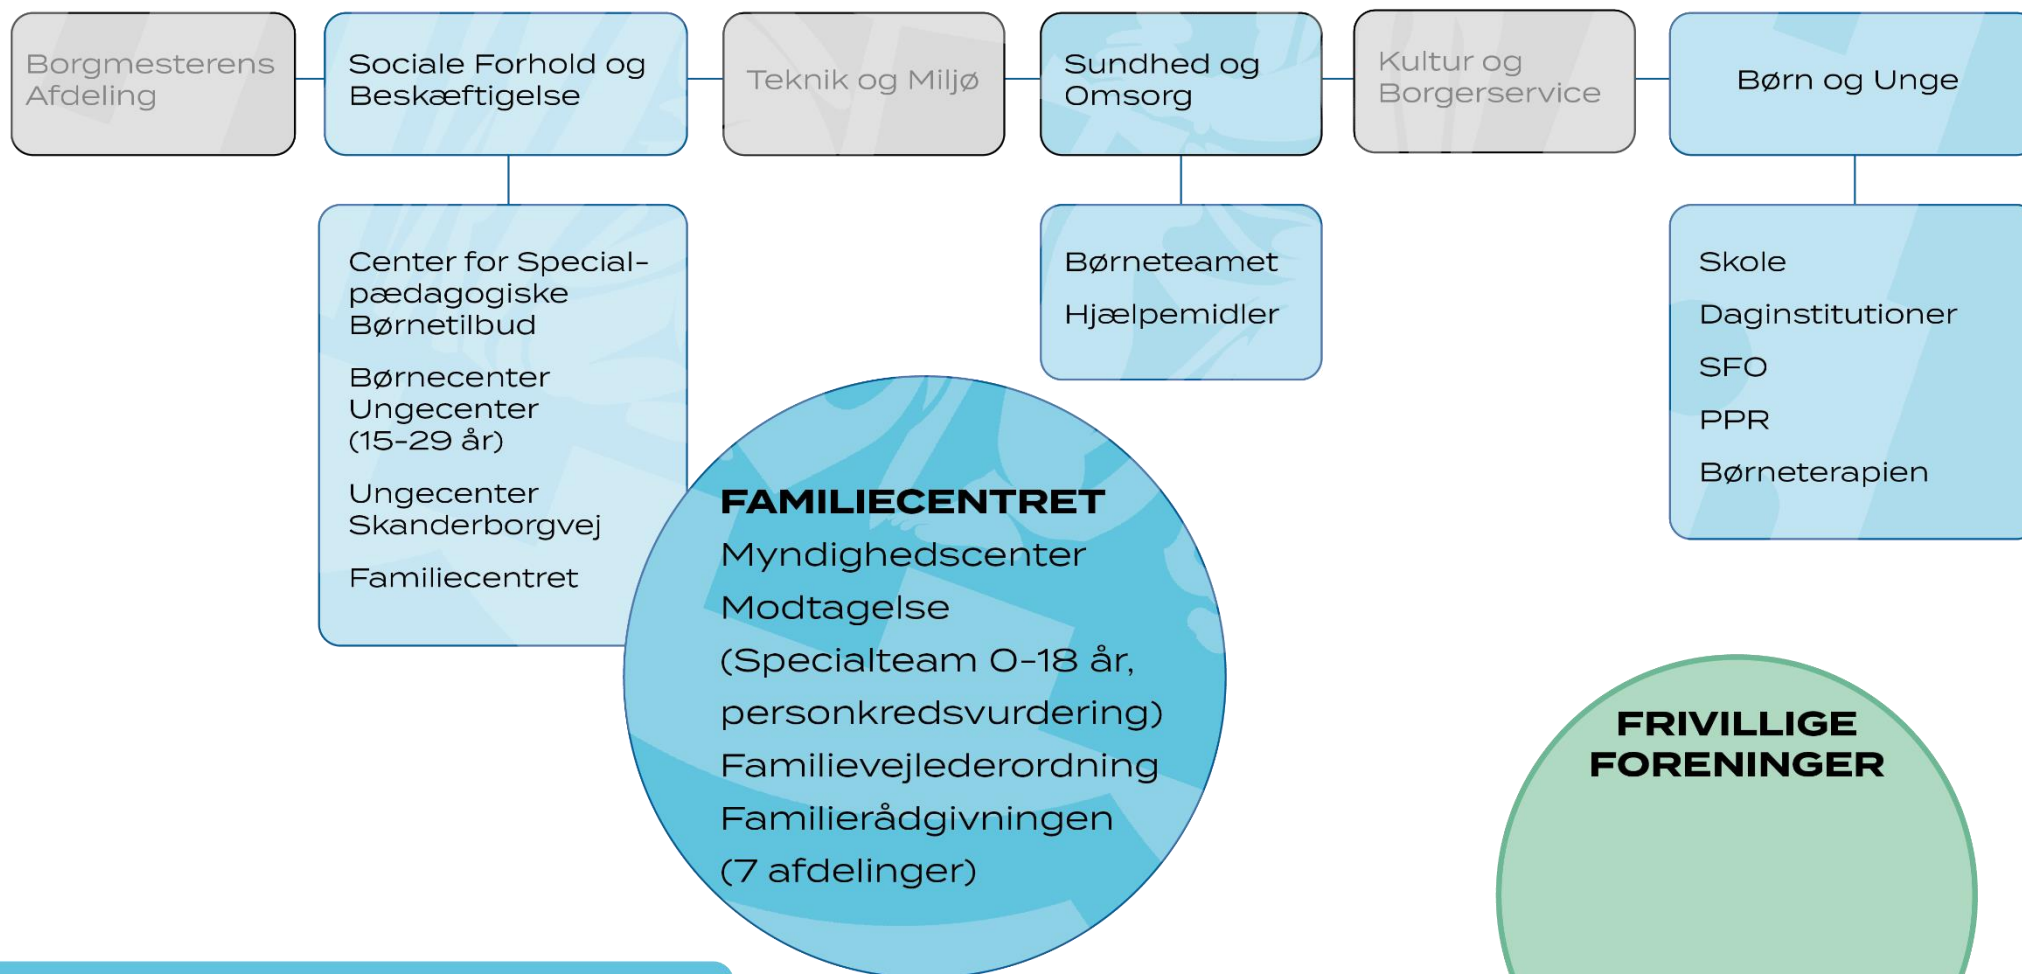 Borgmesterens
Afdeling
Sociale Forhold og
Beskæftigelse
Teknik og Miljø
Sundhed og
Omsorg
Kultur og
Borgerservice
Børn og Unge
Center for Special-
pædagogiske
Børnetilbud
Børnecenter
Ungecenter
(15-29 år)
Ungecenter
Skanderborgvej
Familiecentret
Børneteamet
Hjælpemidler
Skole
Daginstitutioner
SFO
PPR
Børneterapien
FAMILIECENTRET
Myndighedscenter
Modtagelse
(Specialteam 0-18 år,
personkredsvurdering)
Familievejlederordning
Familierådgivningen
(7 afdelinger)
FRIVILLIGE
FORENINGER